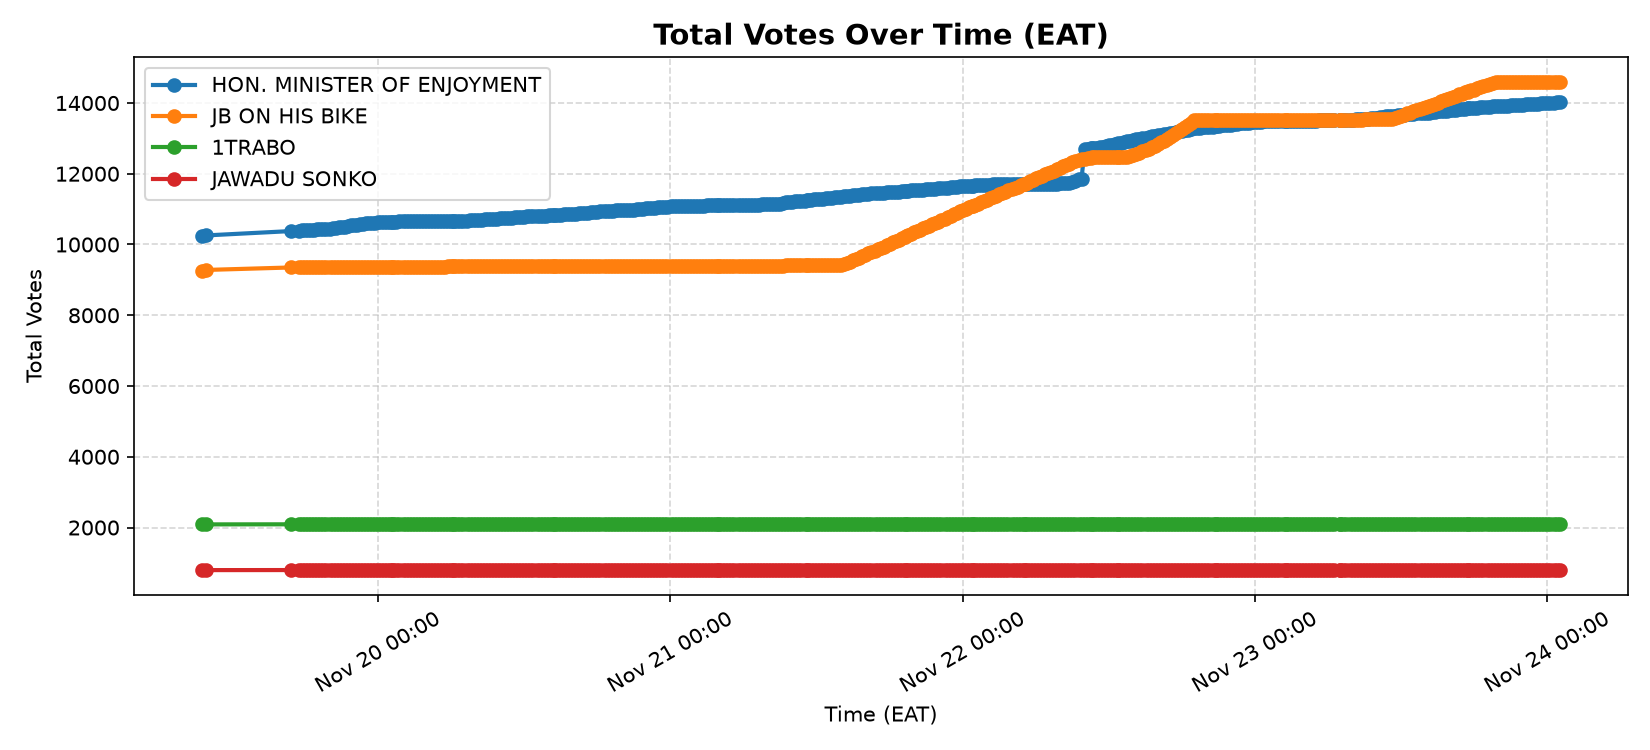 Total Votes Over Time (EAT)
HON. MINISTER OF ENJOYMENT
JB ON HIS BIKE
1TRABO
JAWADU SONKO
Total Votes
14000
12000
10000
8000
6000
4000
2000
Nov 20 00:00
Nov 21 00:00
Nov 22 00:00
Nov 23 00:00
Nov 24 00:00
Time (EAT)